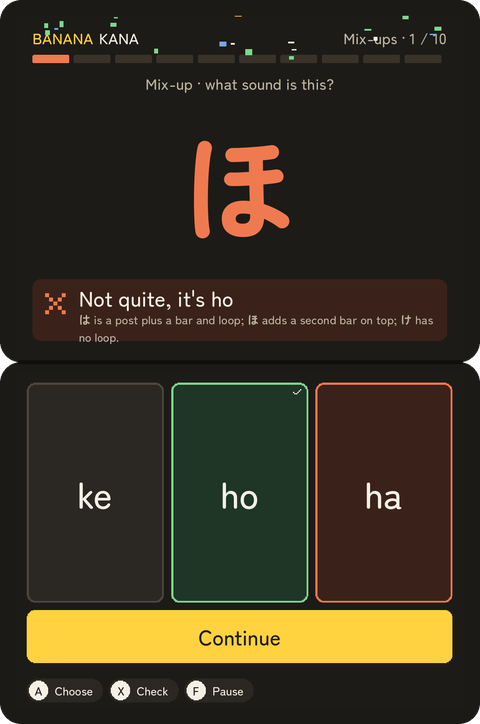 BANANA KANA
Mix-ups · 1 / 10
Mix-up · what sound is this?
ほ
Not quite, it's ho
は is a post plus a bar and loop; ほ adds a second bar on top; け has
no loop.
ke
ho
ha
Continue
A Choose
X Check
F Pause